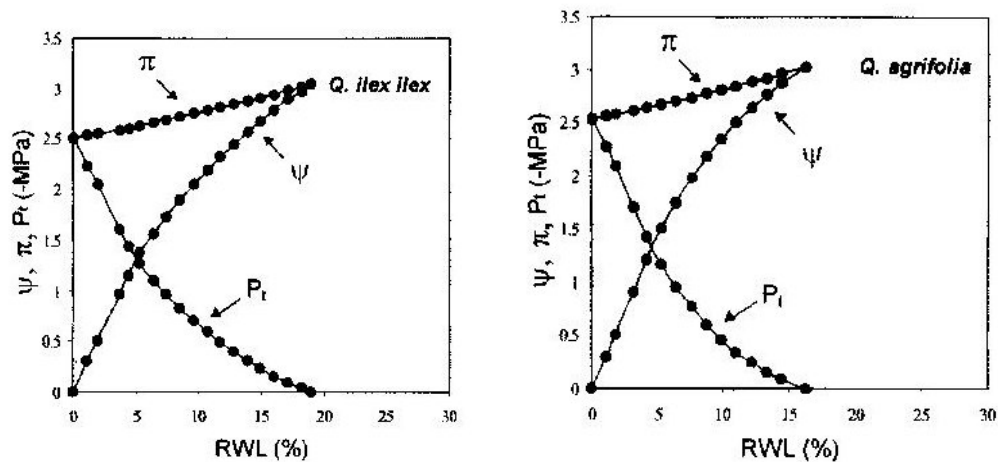 3.5
3
2.5
2
1.5
1
0.5
0
ψ, π, Pt (-MPa)
π
Q. ilex ilex
ψ
Pt
0 5 10 15 20 25 30
RWL (%)
3.5
3
2.5
2
1.5
1
0.5
0
ψ, π, Pt (-MPa)
π
Q. agrifolia
ψ
Pt
0 5 10 15 20 25 30
RWL (%)